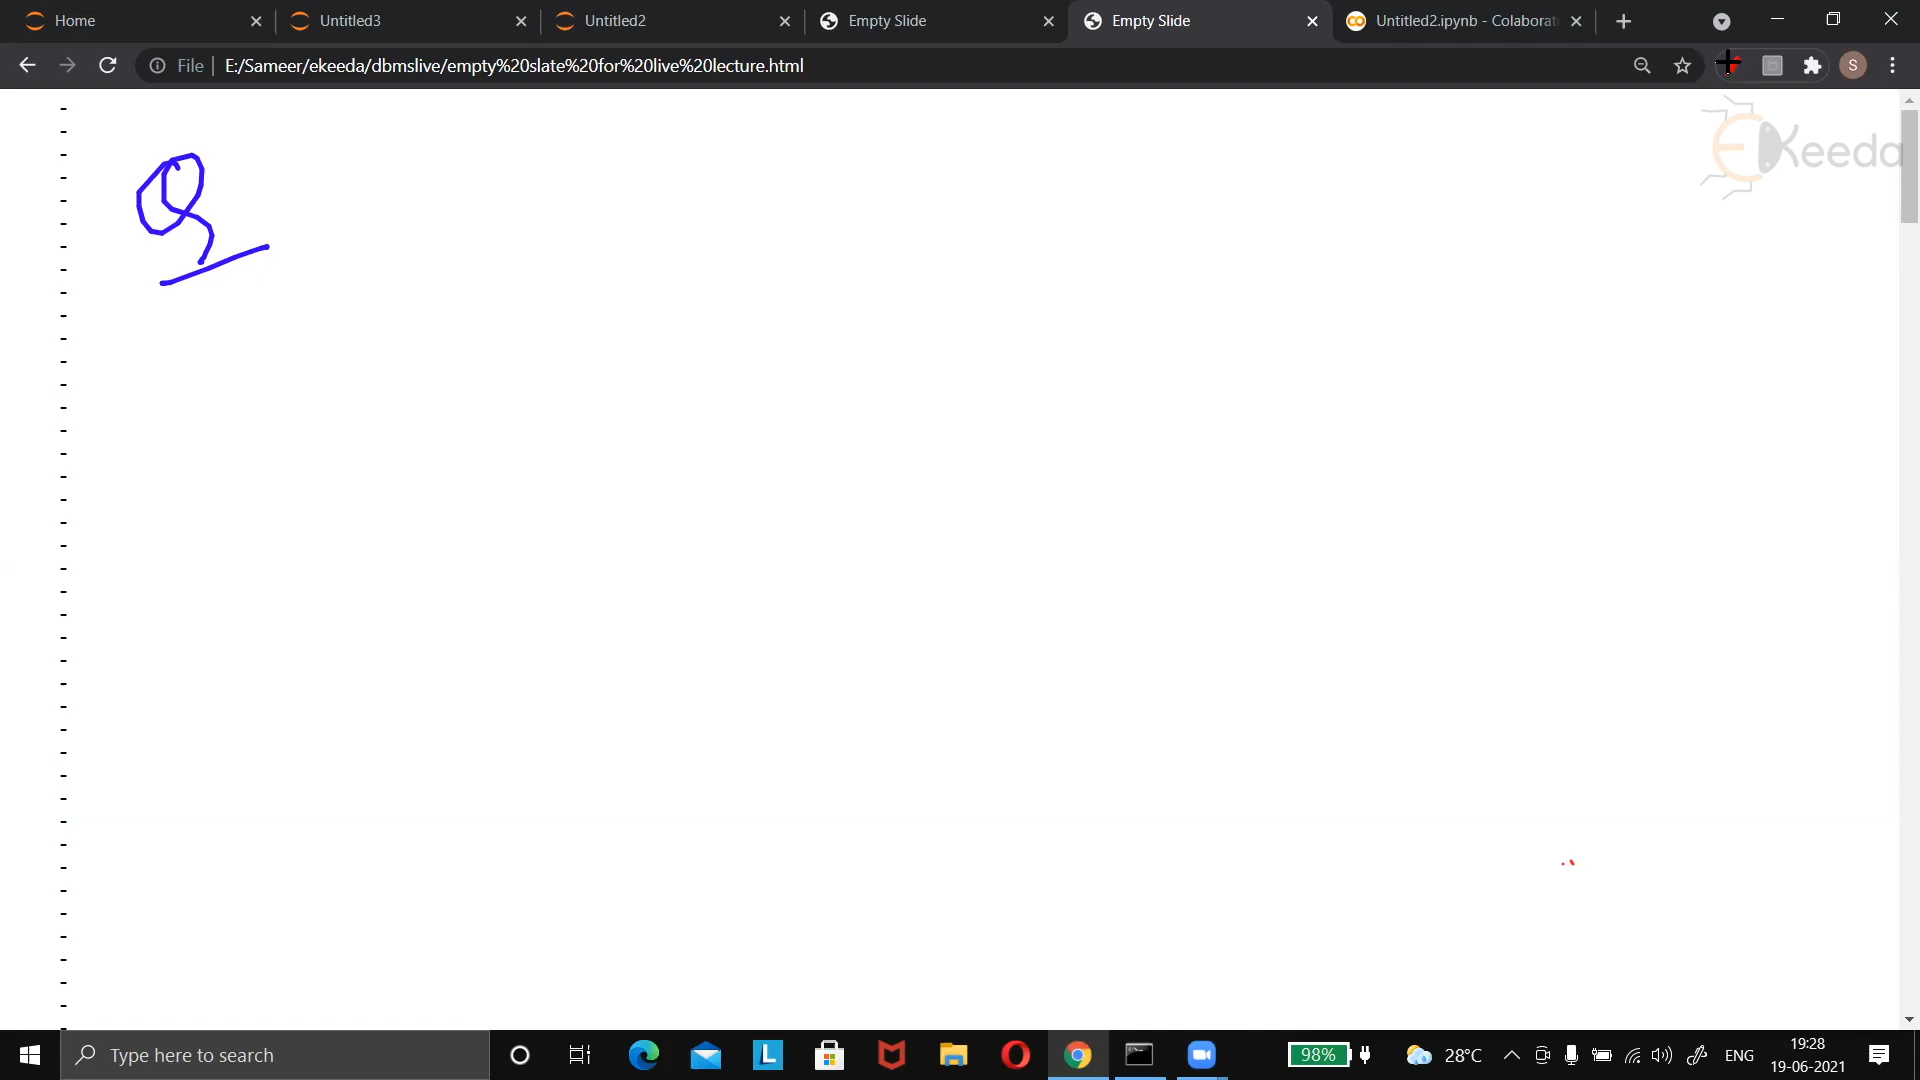 Home
Untitled3
Untitled2
Empty Slide
Empty Slide
Untitled2.ipynb - Colaborat
File
E:/Sameer/ekeeda/dbmslive/empty%20slate%20for%20live%20lecture.html
S
EKeeda
Q
Type here to search
L
98%
28°C
ENG
19:28
19-06-2021